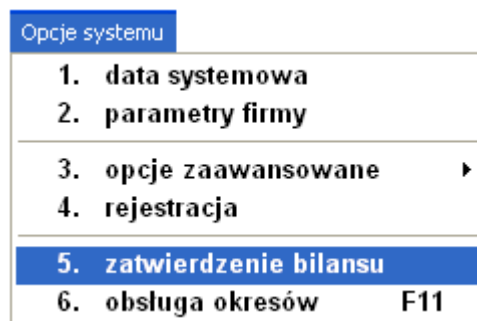 Opcje systemu
1. data systemowa
2. parametry firmy
3. opcje zaawansowane
4. rejestracja
5. zatwierdzenie bilansu
6. obsługa okresów F11